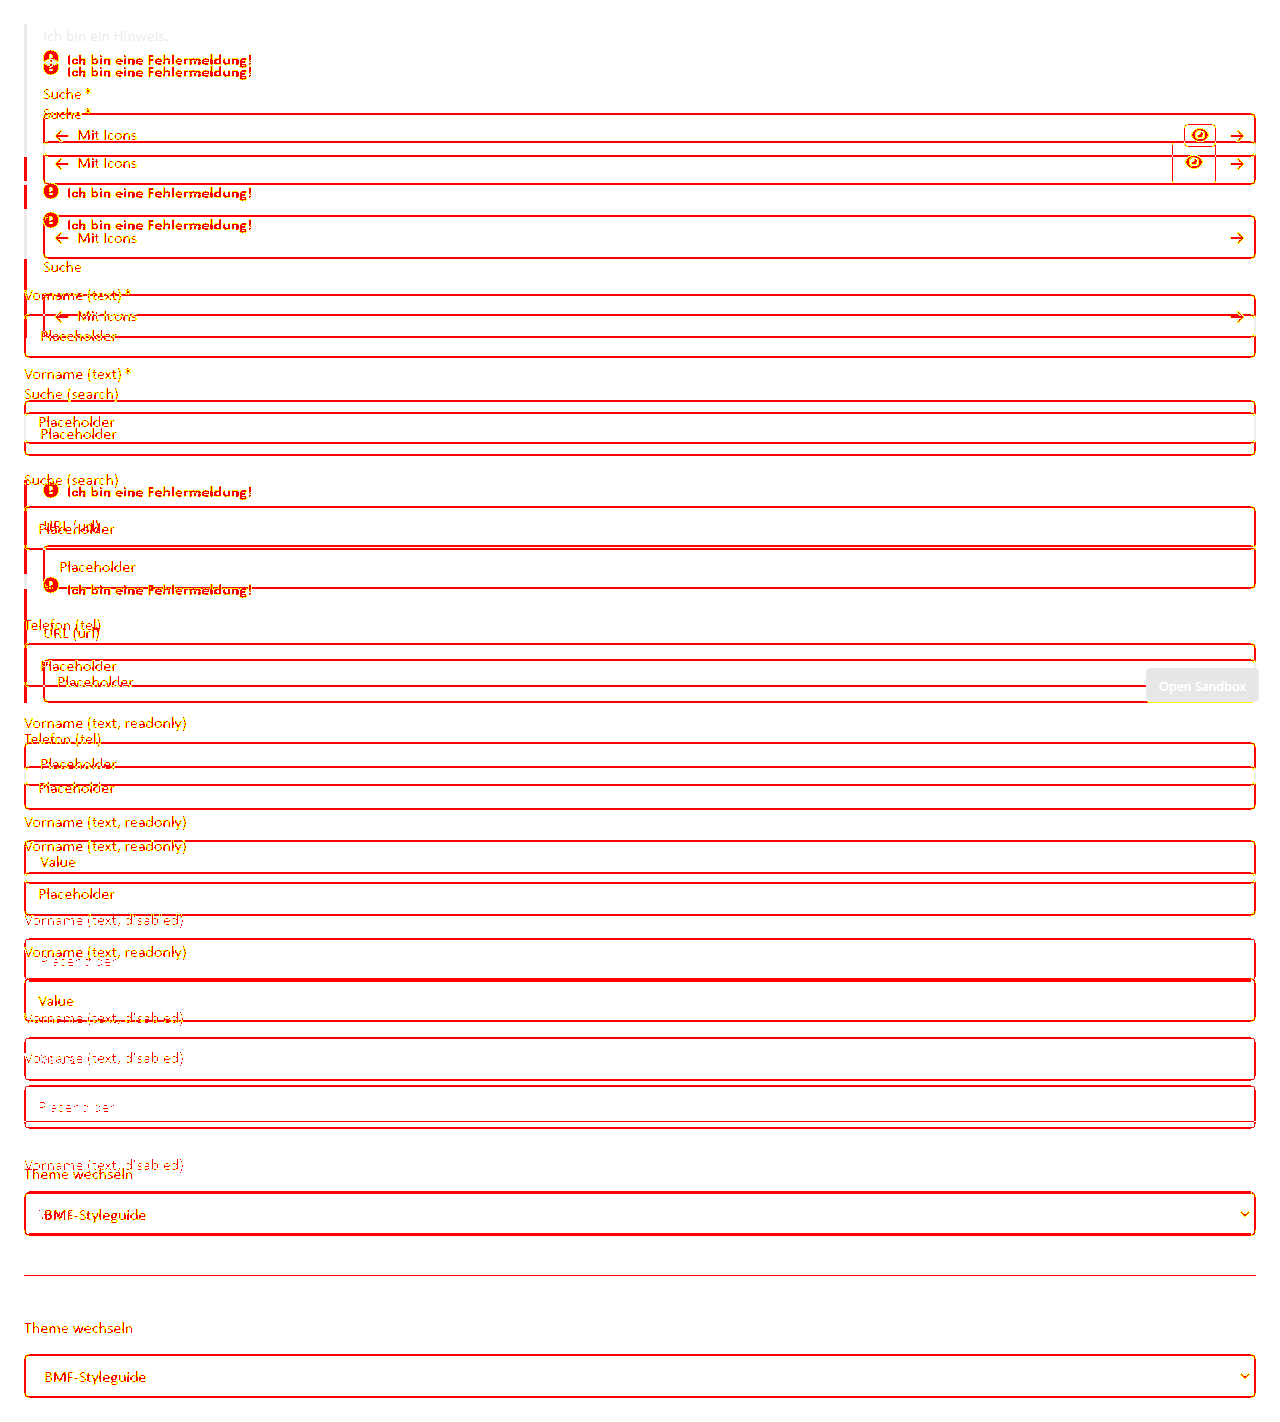 Ich bin ein Hinweis.
Ich bin eine Fehlermeldung!
Ich bin eine Fehlermeldung!
Suche *
Suche *
Mit Icons
Mit Icons
Ich bin eine Fehlermeldung!
Ich bin eine Fehlermeldung!
Mit Icons
Suche
Vorname (text) *
Mit Icons
Placeholder
Vorname (text) *
Suche (search)
Placeholder
Placeholder
Suche (search)
Ich bin eine Fehlermeldung!
URL (url)
Placeholder
Placeholder
Ich bin eine Fehlermeldung!
Telefon (tel)
URL (url)
Placeholder
Placeholder
Open Sandbox
Vorname (text, readonly)
Telefon (tel)
Placeholder
Placeholder
Vorname (text, readonly)
Vorname (text, readonly)
Value
Placeholder
Vorname (text, disabled)
Vorname (text, readonly)
Placeholder
Value
Vorname (text, disabled)
Vorname (text, disabled)
Placeholder
Vorname (text, disabled)
Theme wechseln
BMF-Styleguide
Theme wechseln
BMF-Styleguide